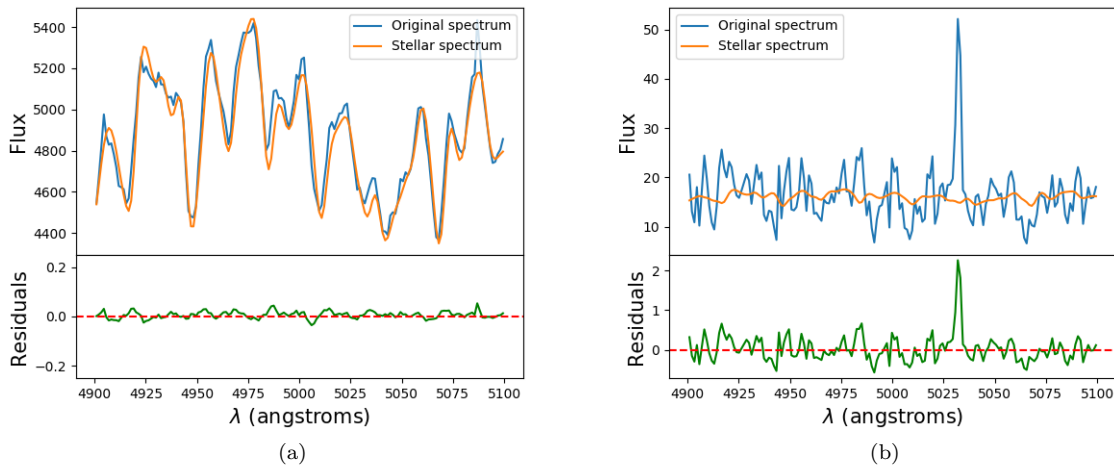 Original spectrum
Stellar spectrum
5400
5200
5000
4800
4600
4400
Flux
0.2
0.0
−0.2
Residuals
4900 4925 4950 4975 5000 5025 5050 5075 5100
λ (angstroms)
(a)
Original spectrum
Stellar spectrum
50
40
30
20
10
Flux
2
1
0
Residuals
4900 4925 4950 4975 5000 5025 5050 5075 5100
λ (angstroms)
(b)